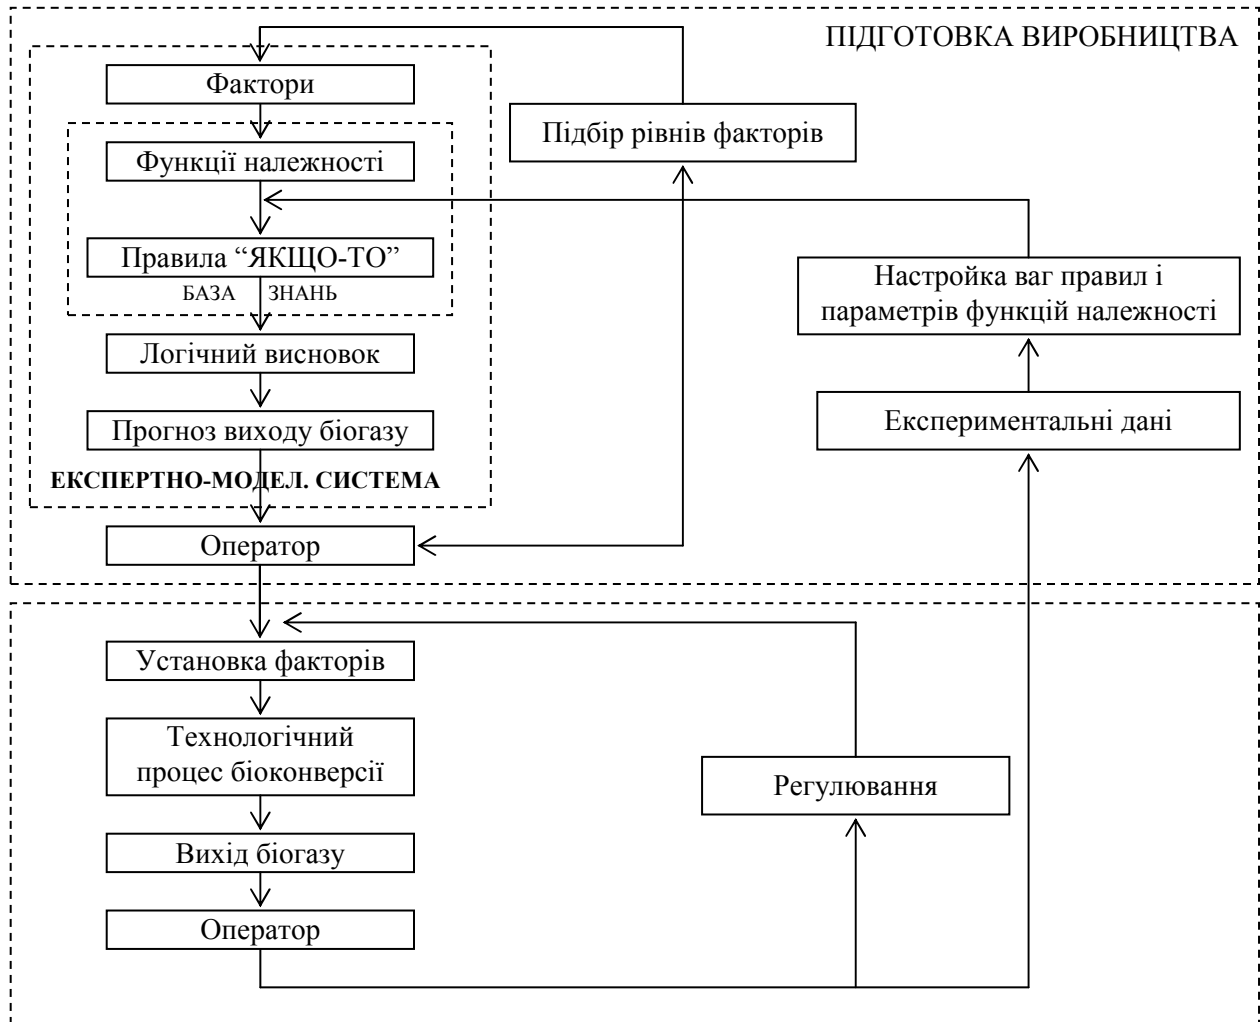 ПІДГОТОВКА ВИРОБНИЦТВА
Фактори
Підбір рівнів факторів
Функції належності
Правила “ЯКЩО-ТО”
БАЗА ЗНАНЬ
Настройка ваг правил і
параметрів функцій належності
Логічний висновок
Експериментальні дані
Прогноз виходу біогазу
ЕКСПЕРТНО-МОДЕЛ. СИСТЕМА
Оператор
Установка факторів
Технологічний
процес біоконверсії
Регулювання
Вихід біогазу
Оператор